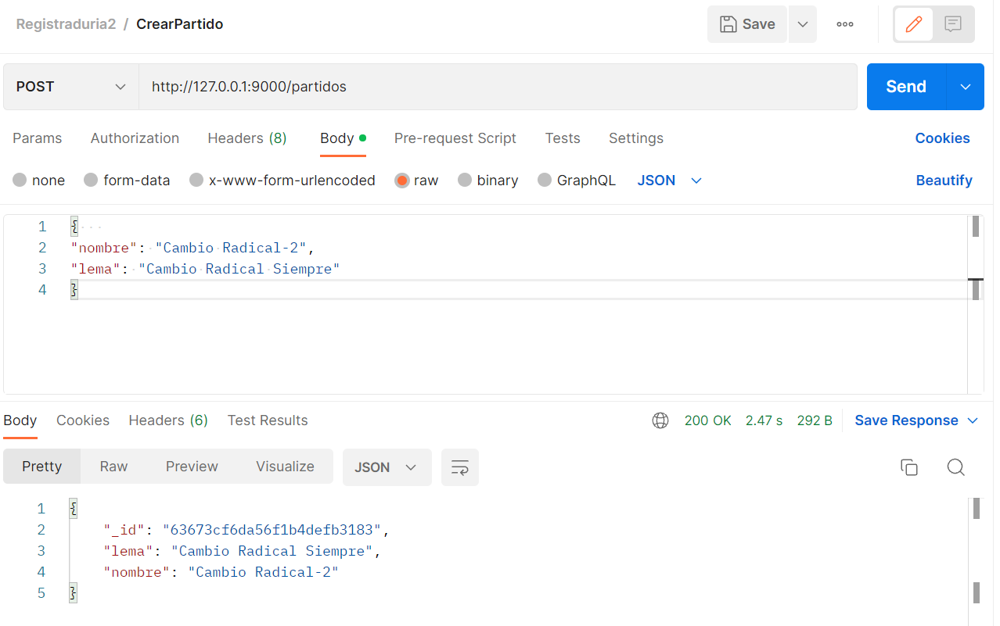 Registraduria2 / CrearPartido
Save
POST http://127.0.0.1:9000/partidos Send
Params Authorization Headers (8) Body Pre-request Script Tests Settings Cookies
none form-data x-www-form-urlencoded raw binary GraphQL JSON Beautify
1 {
2 "nombre": "Cambio Radical-2",
3 "lema": "Cambio Radical Siempre"
4 }
Body Cookies Headers (6) Test Results 200 OK 2.47 s 292 B Save Response
Pretty Raw Preview Visualize JSON
1 {
2 "_id": "63673cf6da56f1b4defb3183",
3 "lema": "Cambio Radical Siempre",
4 "nombre": "Cambio Radical-2"
5 }